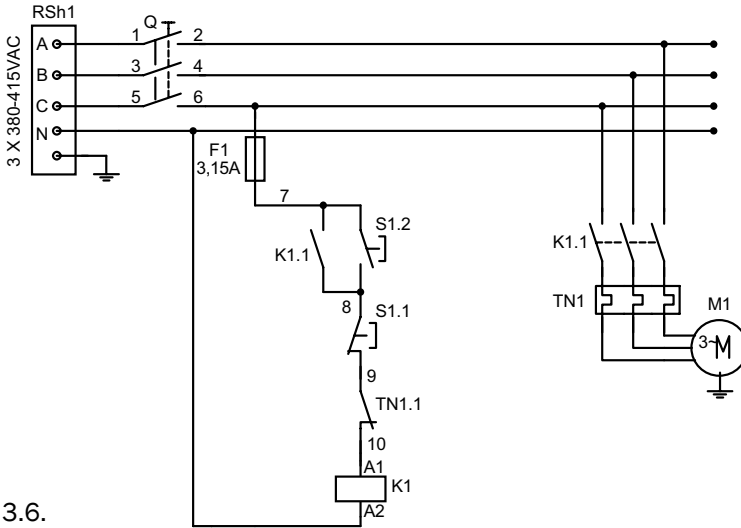 RSh1
3 X 380-415VAC
A
B
C
N
Q
1
2
3
4
5
6
F1
3,15A
7
K1.1
S1.2
8
S1.1
9
TN1.1
10
A1
K1
A2
K1.1
TN1
M1
3~M
3.6.